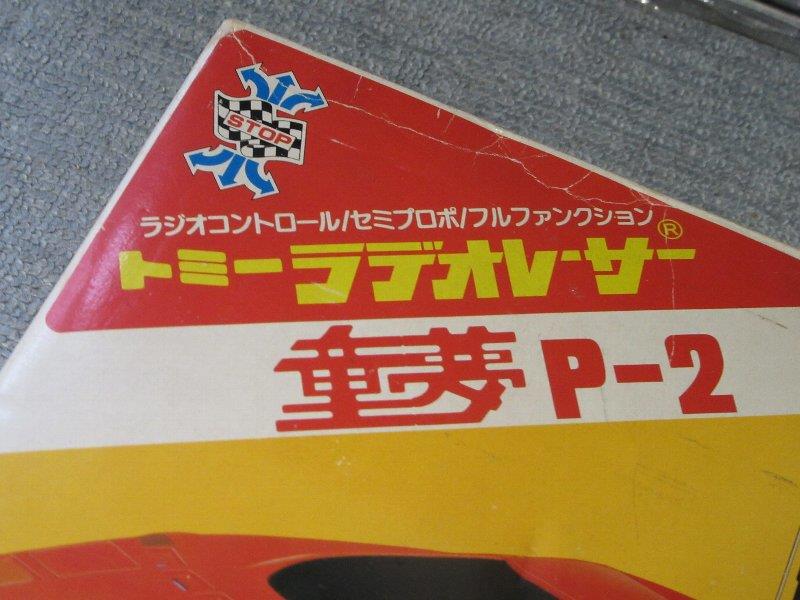 STOP
ラジオコントロール/セミプロポ/フルファンクション
トミーラデオレーサー®
童夢 P-2